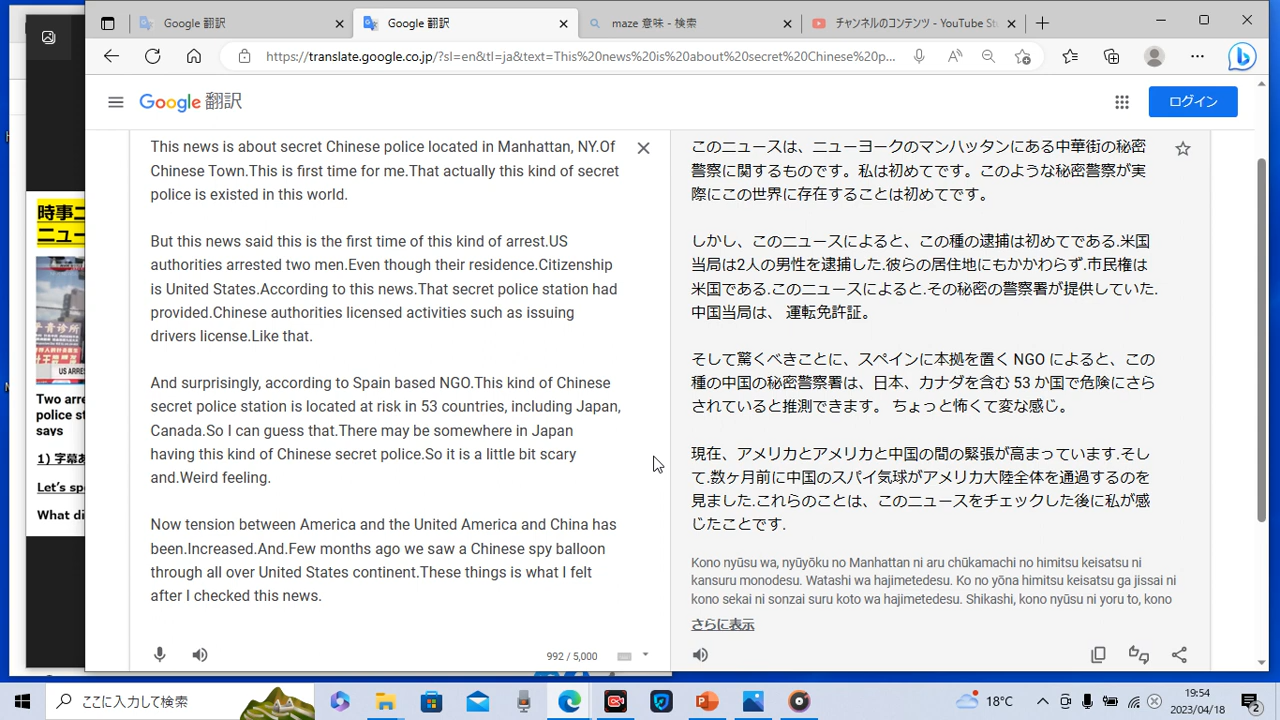 Google 翻訳
Google 翻訳
maze 意味 - 検索
チャンネルのコンテンツ - YouTube St
https://translate.google.co.jp/?sl=en&tl=ja&text=This%20news%20is%20about%20secret%20Chinese%20p...
Google 翻訳
ログイン
This news is about secret Chinese police located in Manhattan, NY.Of
Chinese Town.This is first time for me.That actually this kind of secret
police is existed in this world.
But this news said this is the first time of this kind of arrest.US
authorities arrested two men.Even though their residence.Citizenship
is United States.According to this news.That secret police station had
provided.Chinese authorities licensed activities such as issuing
drivers license.Like that.
And surprisingly, according to Spain based NGO.This kind of Chinese
secret police station is located at risk in 53 countries, including Japan,
Canada.So I can guess that.There may be somewhere in Japan
having this kind of Chinese secret police.So it is a little bit scary
and.Weird feeling.
Now tension between America and the United America and China has
been.Increased.And.Few months ago we saw a Chinese spy balloon
through all over United States continent.These things is what I felt
after I checked this news.
992 / 5,000
このニュースは、ニューヨークのマンハッタンにある中華街の秘密
警察に関するものです。私は初めてです。このような秘密警察が実
際にこの世界に存在することは初めてです。
しかし、このニュースによると、この種の逮捕は初めてである.米国
当局は2人の男性を逮捕した.彼らの居住地にもかかわらず.市民権は
米国である.このニュースによると.その秘密の警察署が提供していた.
中国当局は、 運転免許証。
そして驚くべきことに、スペインに本拠を置く NGO によると、この
種の中国の秘密警察署は、日本、カナダを含む 53 か国で危険にさら
されていると推測できます。 ちょっと怖くて変な感じ。
現在、アメリカとアメリカと中国の間の緊張が高まっています.そし
て.数ヶ月前に中国のスパイ気球がアメリカ大陸全体を通過するのを
見ました.これらのことは、このニュースをチェックした後に私が感
じたことです.
Kono nyūsu wa, nyūyōku no Manhattan ni aru chūkamachi no himitsu keisatsu ni
kansuru monodesu. Watashi wa hajimetedesu. Ko no yōna himitsu keisatsu ga jissai ni
kono sekai ni sonzai suru koto wa hajimetedesu. Shikashi, kono nyūsu ni yoru to, kono
さらに表示
時事ニ
ニュー
US ARRE
Two arre
police st
says
1) 字幕あ
Let's sp
What di
ここに入力して検索
18°C
19:54
2023/04/18
2